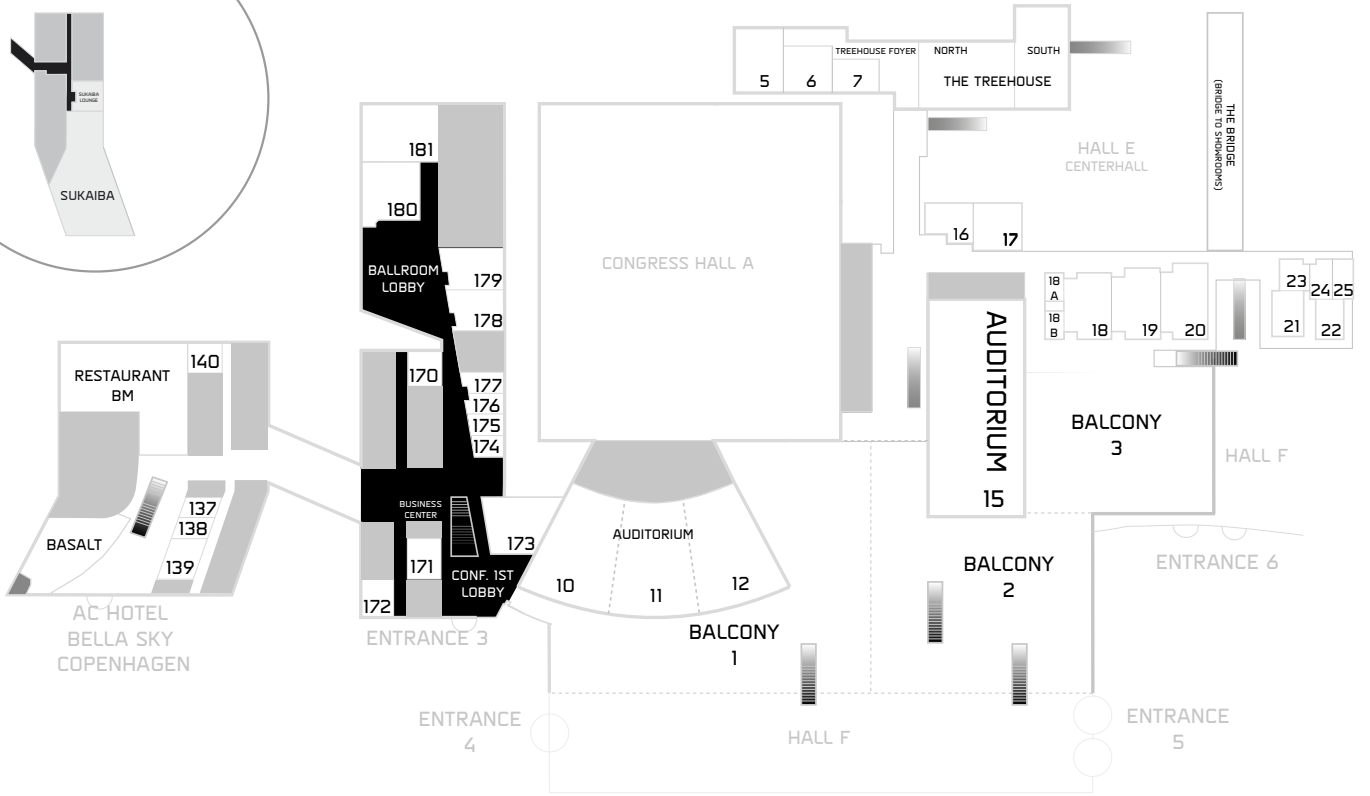 SUKAIBA
LOUNGE
SUKAIBA
5
6
7
TREEHOUSE FOYER
NORTH
SOUTH
THE TREEHOUSE
THE BRIDGE
(BRIDGE TO SHOWROOMS)
HALL E
CENTERHALL
181
180
BALLROOM
LOBBY
179
178
CONGRESS HALL A
16
17
18
A
18
B
18
19
20
23
24
25
21
22
RESTAURANT
BM
140
170
177
176
175
174
AUDITORIUM
15
BALCONY
3
HALL F
137
138
139
BASALT
BUSINESS
CENTER
173
171
172
CONF. 1ST
LOBBY
AUDITORIUM
10
11
12
BALCONY
1
BALCONY
2
ENTRANCE 6
AC HOTEL
BELLA SKY
COPENHAGEN
ENTRANCE 3
ENTRANCE
4
HALL F
ENTRANCE
5